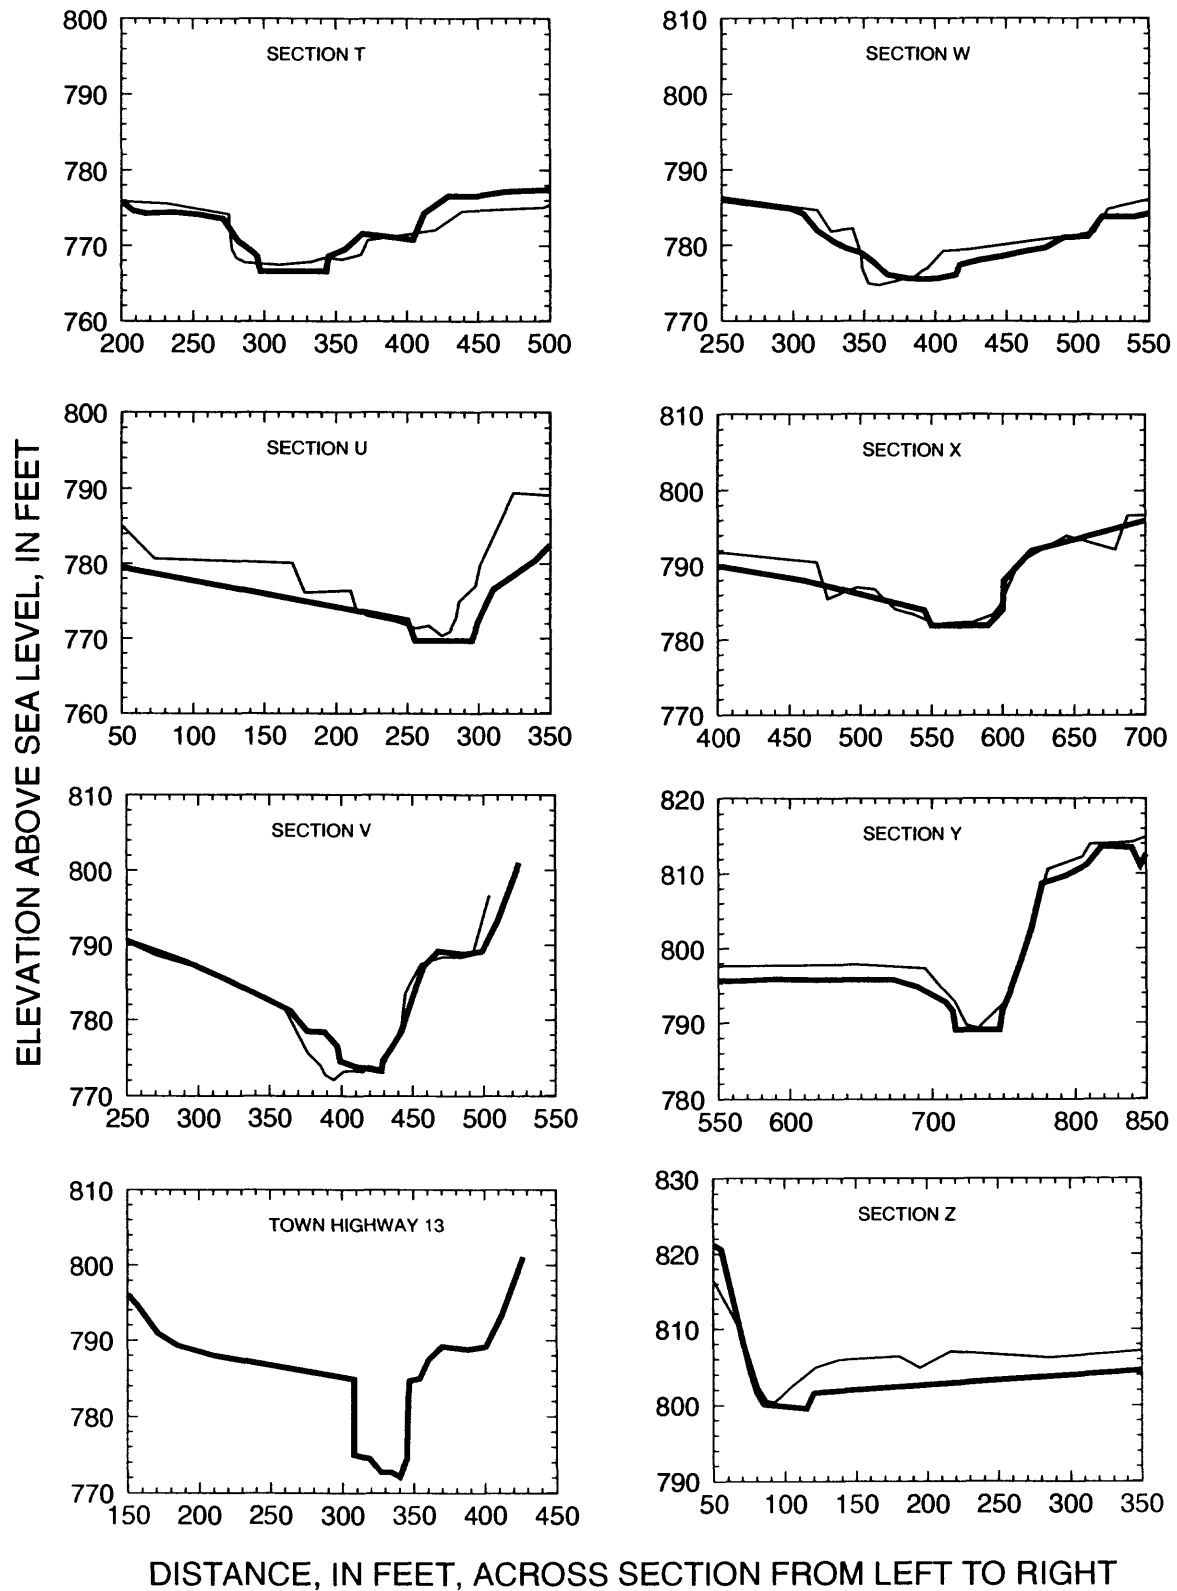 ELEVATION ABOVE SEA LEVEL, IN FEET
SECTION T
800
790
780
770
760
200 250 300 350 400 450 500
SECTION W
810
800
790
780
770
250 300 350 400 450 500 550
SECTION U
800
790
780
770
760
50 100 150 200 250 300 350
SECTION X
810
800
790
780
770
400 450 500 550 600 650 700
SECTION V
810
800
790
780
770
250 300 350 400 450 500 550
SECTION Y
820
810
800
790
780
550 600 700 800 850
TOWN HIGHWAY 13
810
800
790
780
770
150 200 250 300 350 400 450
SECTION Z
830
820
810
800
790
50 100 150 200 250 300 350
DISTANCE, IN FEET, ACROSS SECTION FROM LEFT TO RIGHT